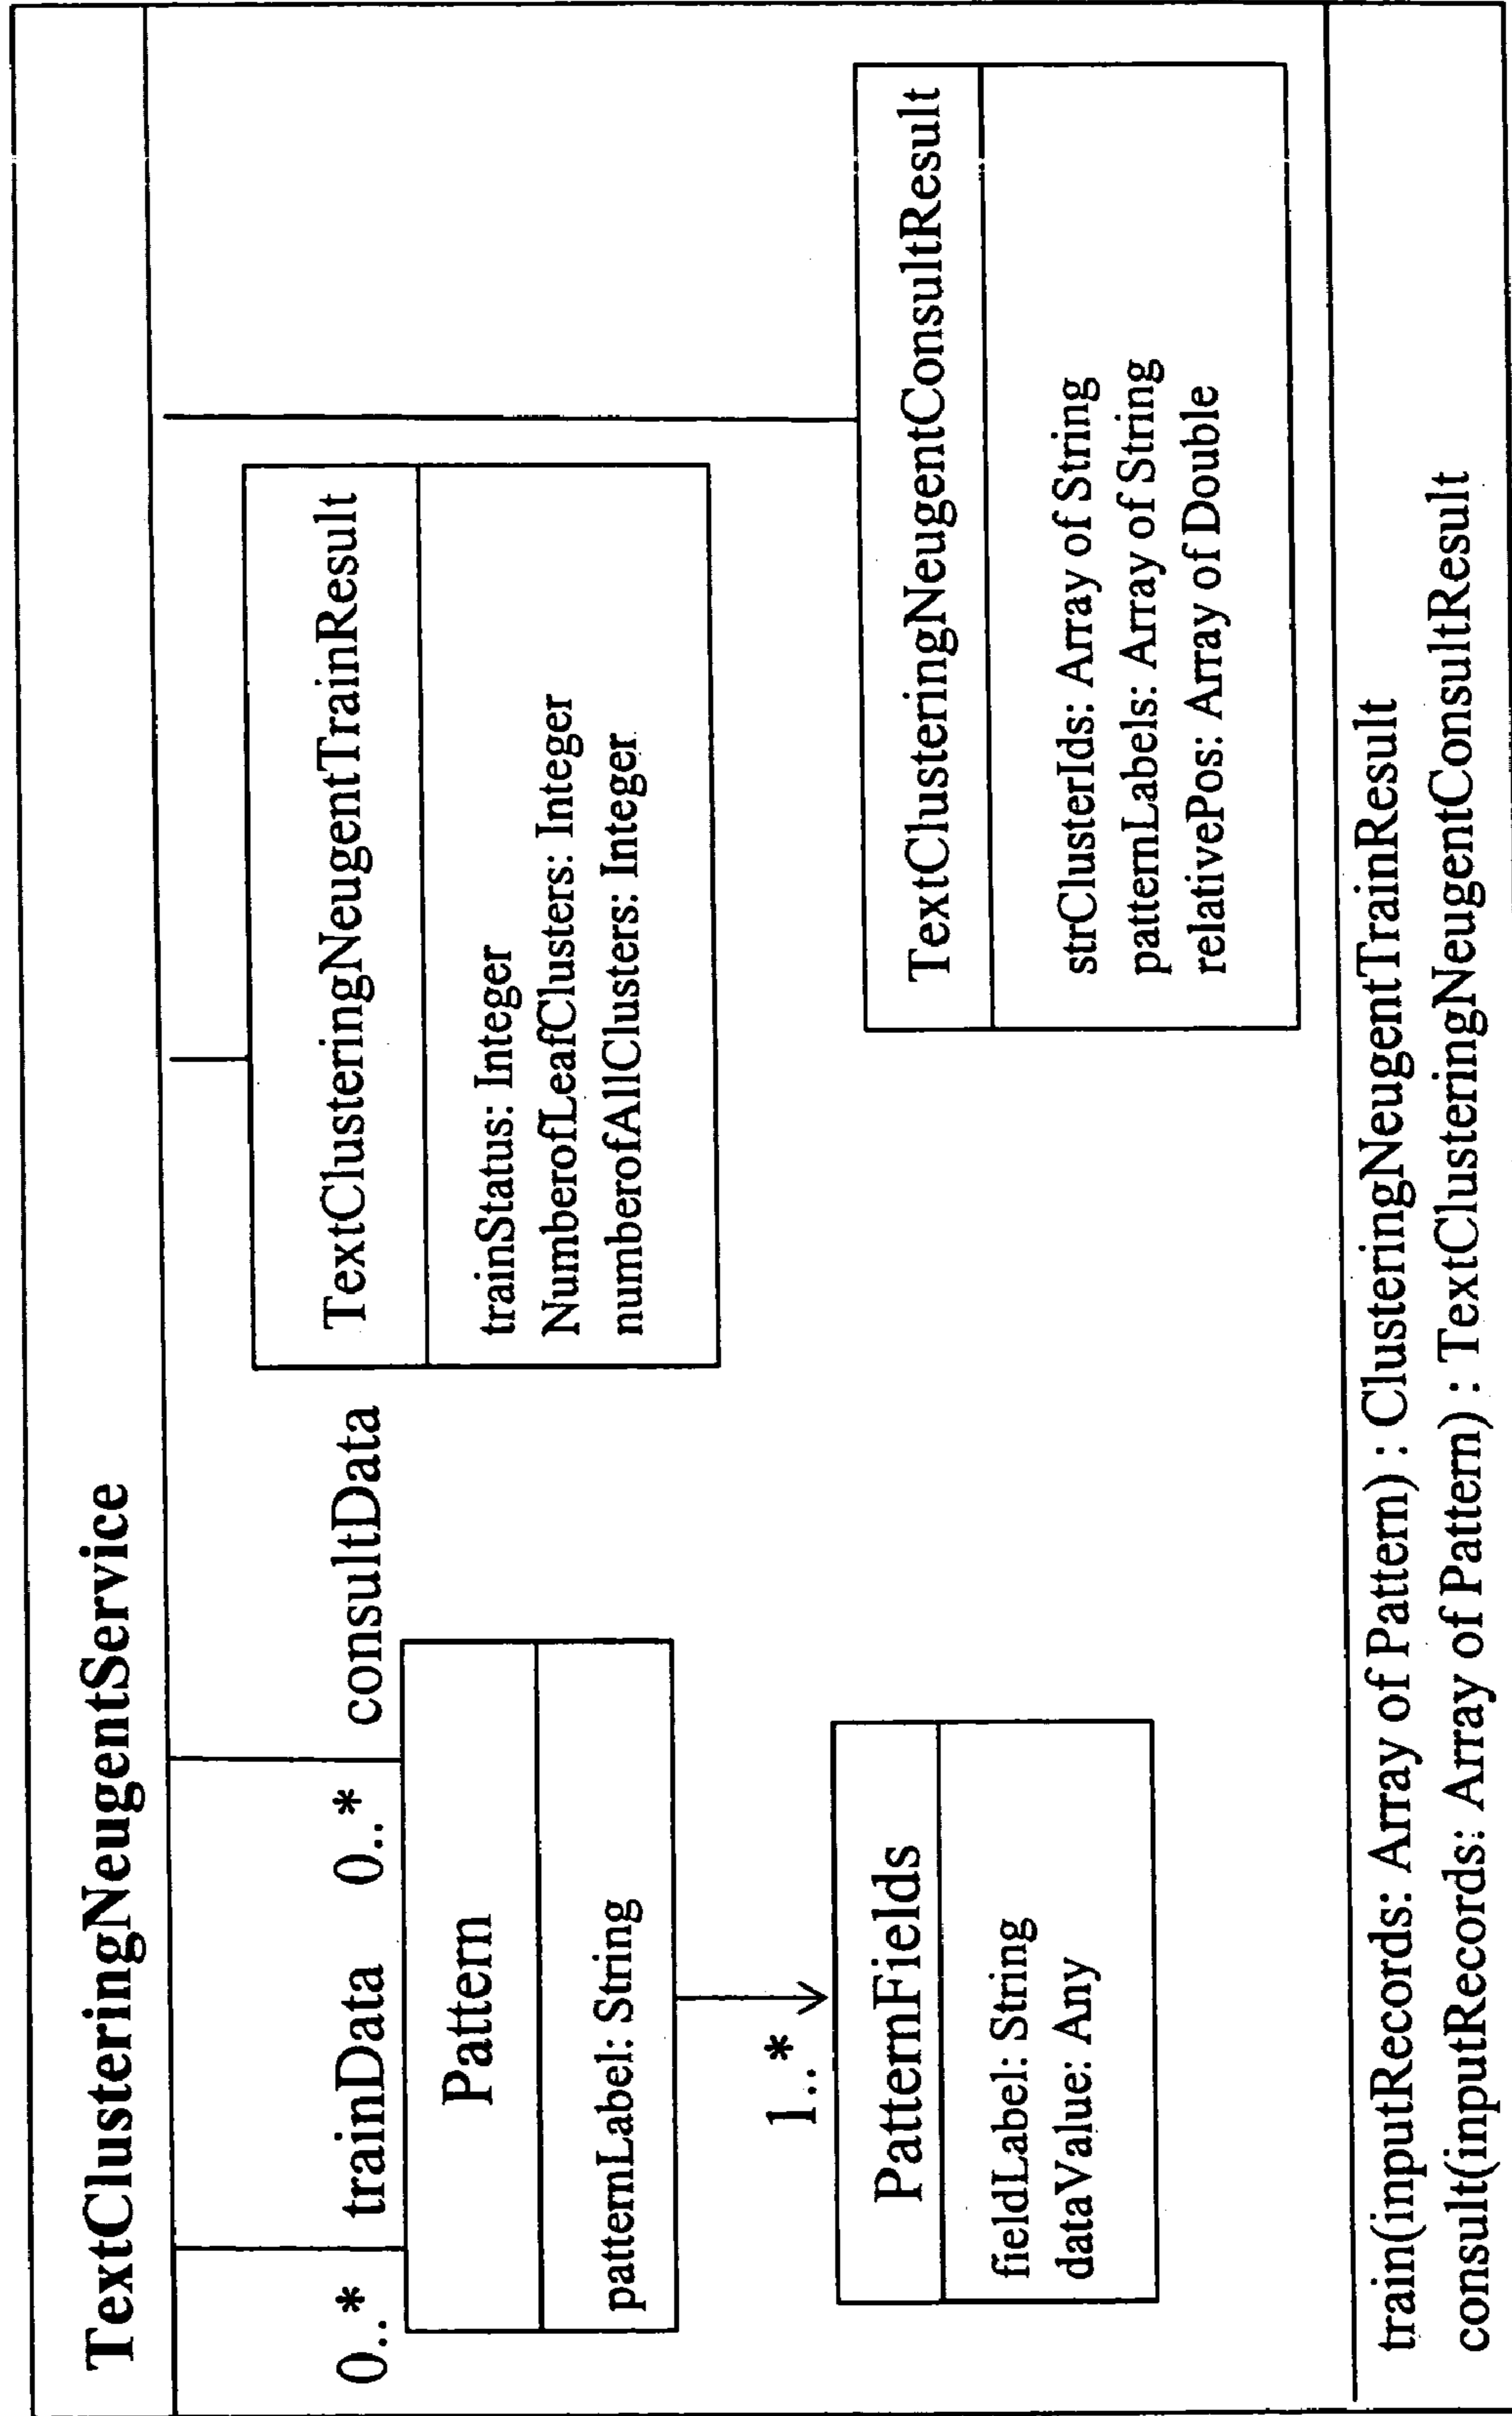 TextClusteringNeugentService
0..* trainData 0..* consultData
Pattern
patternLabel: String
1..*
PatternFields
fieldLabel: String
dataValue: Any
TextClusteringNeugentTrainResult
trainStatus: Integer
NumberofLeafClusters: Integer
numberofAllClusters: Integer
TextClusteringNeugentConsultResult
strClusterIds: Array of String
patternLabels: Array of String
relativePos: Array of Double
train(inputRecords: Array of Pattern) : ClusteringNeugentTrainResult
consult(inputRecords: Array of Pattern) : TextClusteringNeugentConsultResult